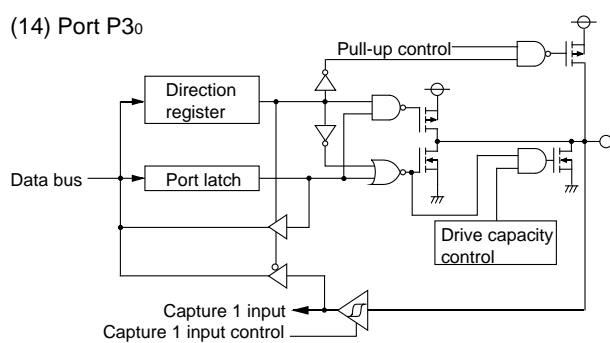 (14) Port P3₀
Pull-up control
Direction
register
Data bus
Port latch
Drive capacity
control
Capture 1 input
Capture 1 input control